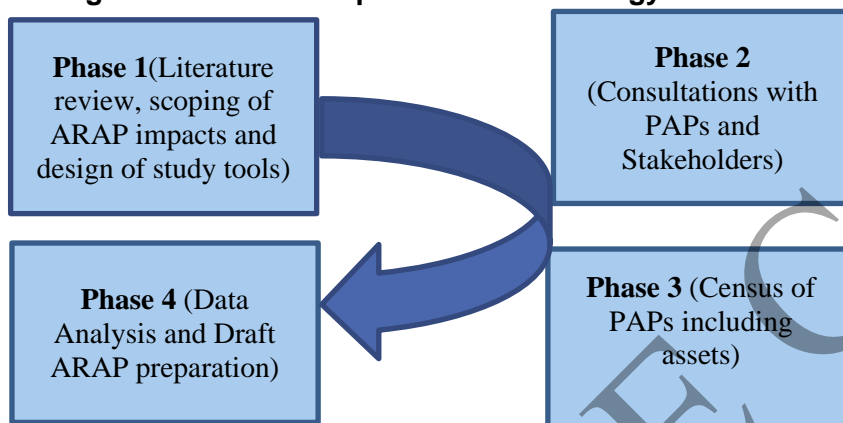 Phase 1(Literature
review, scoping of
ARAP impacts and
design of study tools)
Phase 2
(Consultations with
PAPs and
Stakeholders)
Phase 3 (Census of
PAPs including
assets)
Phase 4 (Data
Analysis and Draft
ARAP preparation)